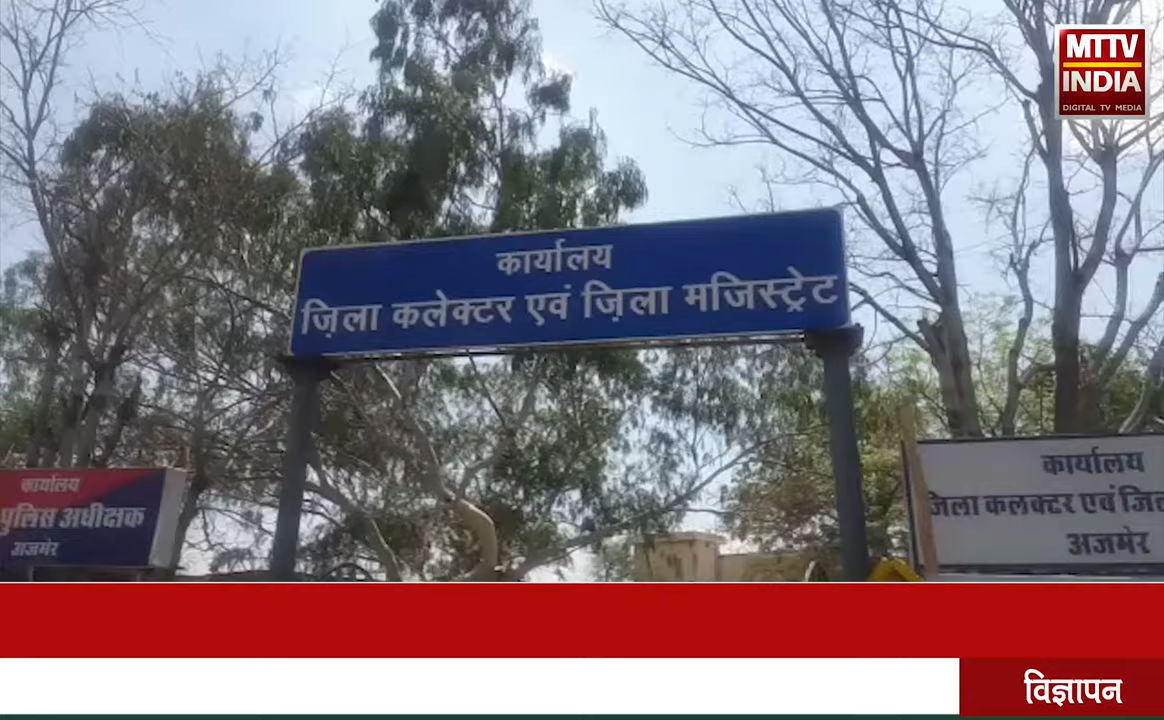 MTTV
INDIA
DIGITAL TV MEDIA
कार्यालय
ज़िला कलेक्टर एवं ज़िला मजिस्ट्रेट
कार्यालय
पुलिस अधीक्षक
अजमेर
कार्यालय
जिला कलक्टर एवं
अजमेर
विज्ञापन